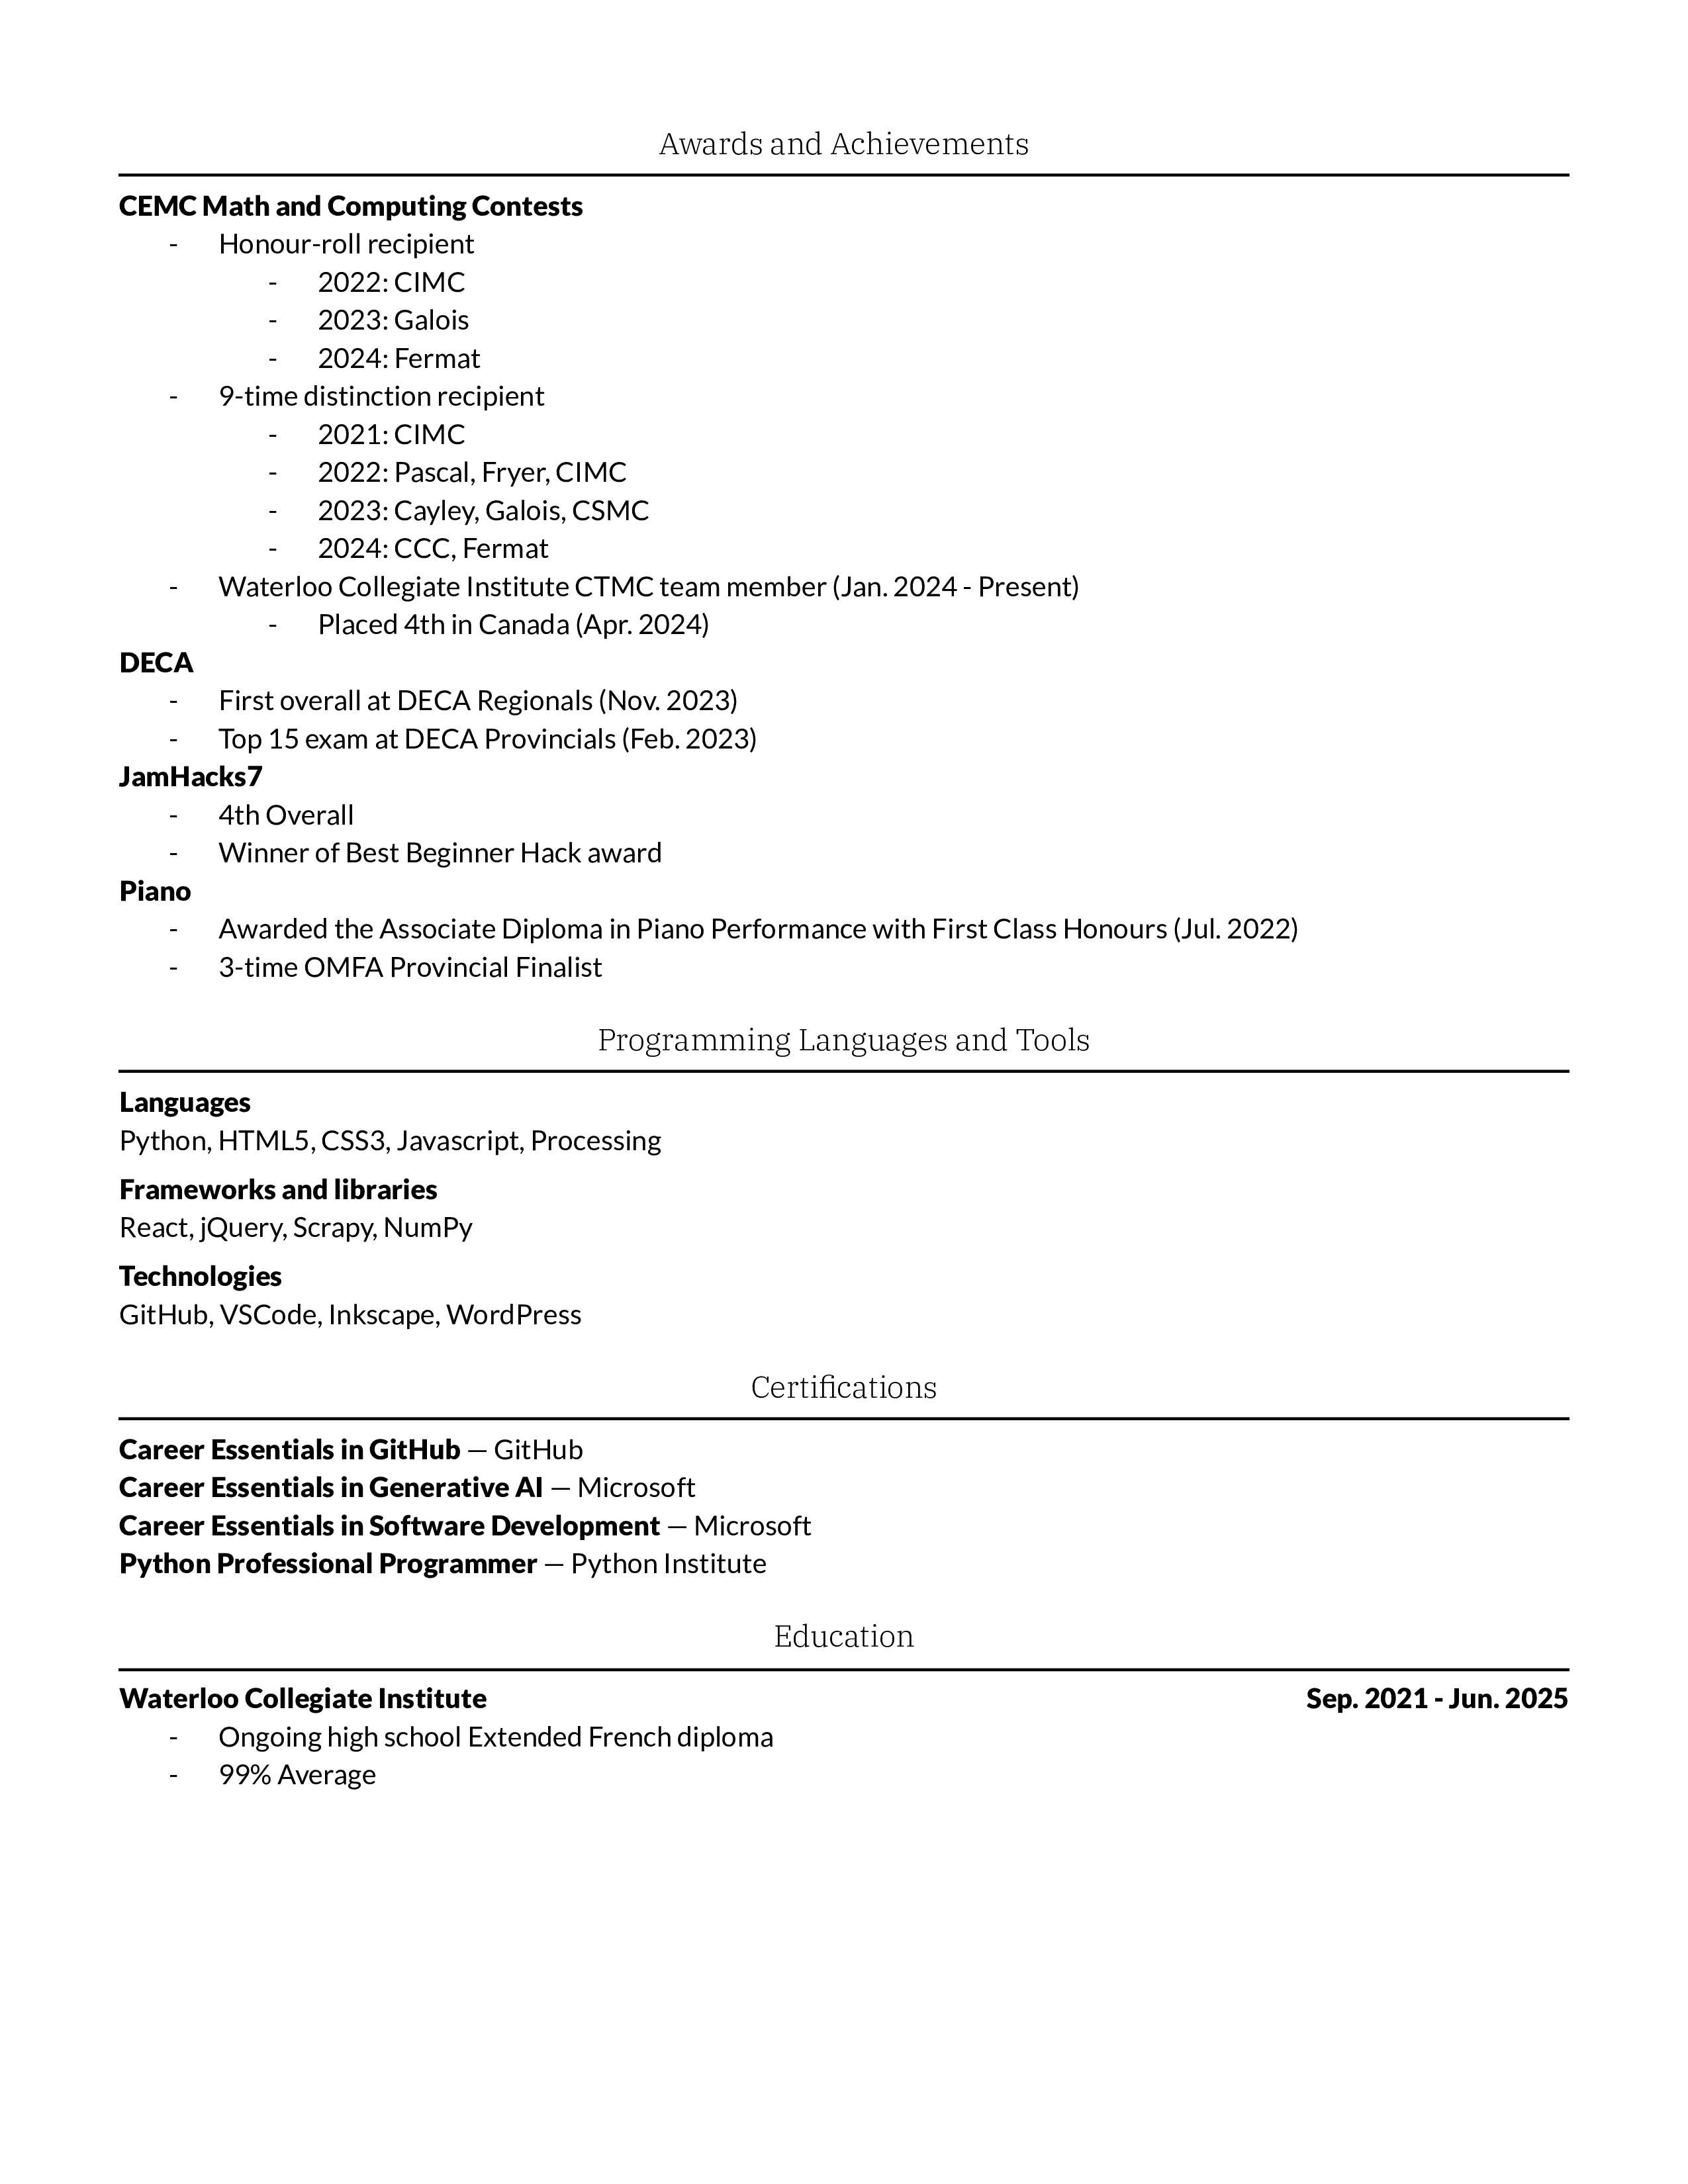 Awards and Achievements
CEMC Math and Computing Contests
- Honour-roll recipient
- 2022: CIMC
- 2023: Galois
- 2024: Fermat
- 9-time distinction recipient
- 2021: CIMC
- 2022: Pascal, Fryer, CIMC
- 2023: Cayley, Galois, CSMC
- 2024: CCC, Fermat
- Waterloo Collegiate Institute CTMC team member (Jan. 2024 - Present)
- Placed 4th in Canada (Apr. 2024)
DECA
- First overall at DECA Regionals (Nov. 2023)
- Top 15 exam at DECA Provincials (Feb. 2023)
JamHacks7
- 4th Overall
- Winner of Best Beginner Hack award
Piano
- Awarded the Associate Diploma in Piano Performance with First Class Honours (Jul. 2022)
- 3-time OMFA Provincial Finalist
Programming Languages and Tools
Languages
Python, HTML5, CSS3, Javascript, Processing
Frameworks and libraries
React, jQuery, Scrapy, NumPy
Technologies
GitHub, VSCode, Inkscape, WordPress
Certifications
Career Essentials in GitHub — GitHub
Career Essentials in Generative AI — Microsoft
Career Essentials in Software Development — Microsoft
Python Professional Programmer — Python Institute
Education
Waterloo Collegiate Institute Sep. 2021 - Jun. 2025
- Ongoing high school Extended French diploma
- 99% Average